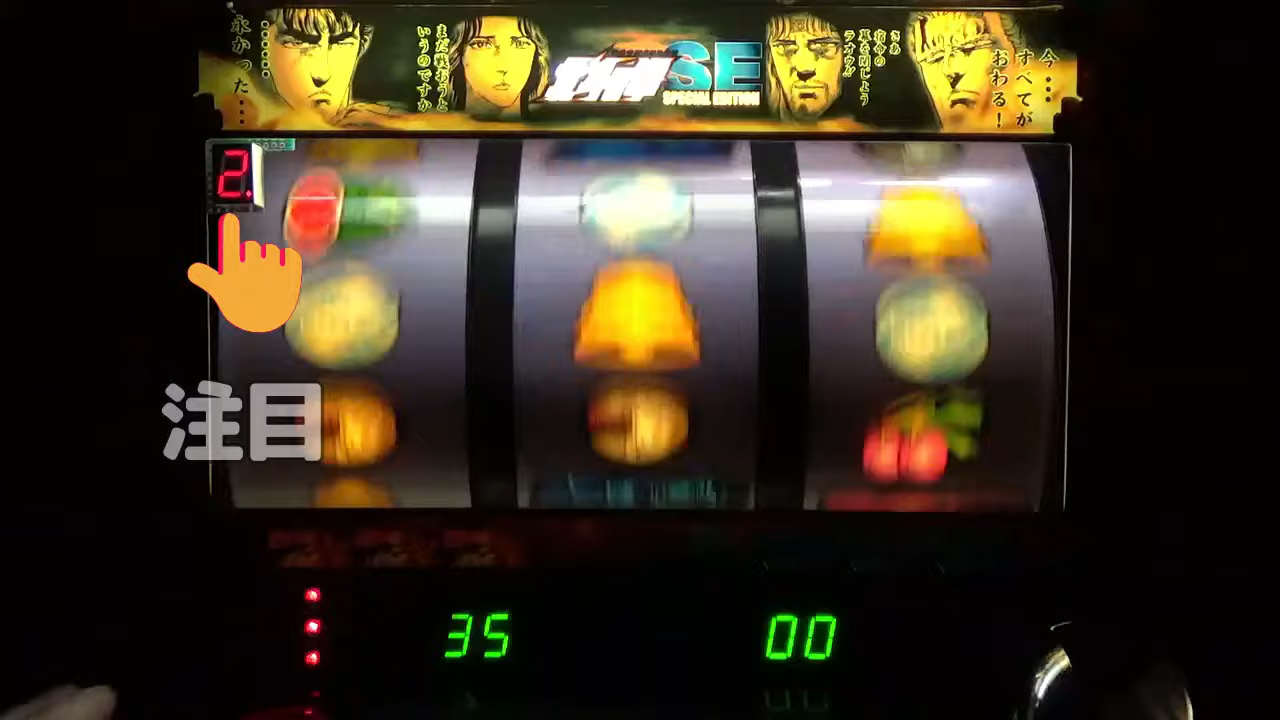 永かった…
………
まだ戦おうと
いうのですか
北斗の拳SE
SPECIAL EDITION
さあ
宿命の
幕を閉じよう
ラオウ!!
今…
すべてが
おわる！
2.
注目
35
00